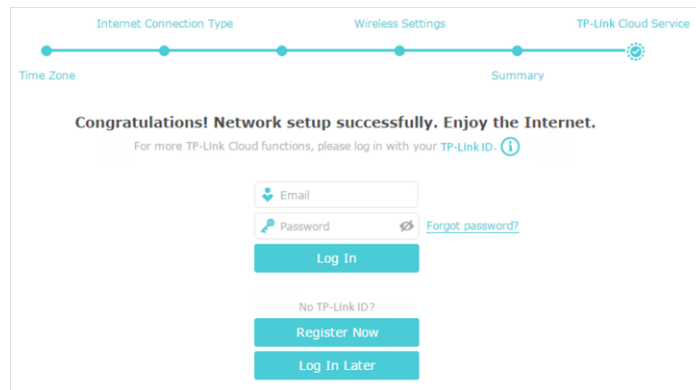 Internet Connection Type Wireless Settings TP-Link Cloud Service
Time Zone Summary
Congratulations! Network setup successfully. Enjoy the Internet.
For more TP-Link Cloud functions, please log in with your TP-Link ID. i
Email
Password Forgot password?
Log In
No TP-Link ID?
Register Now
Log In Later